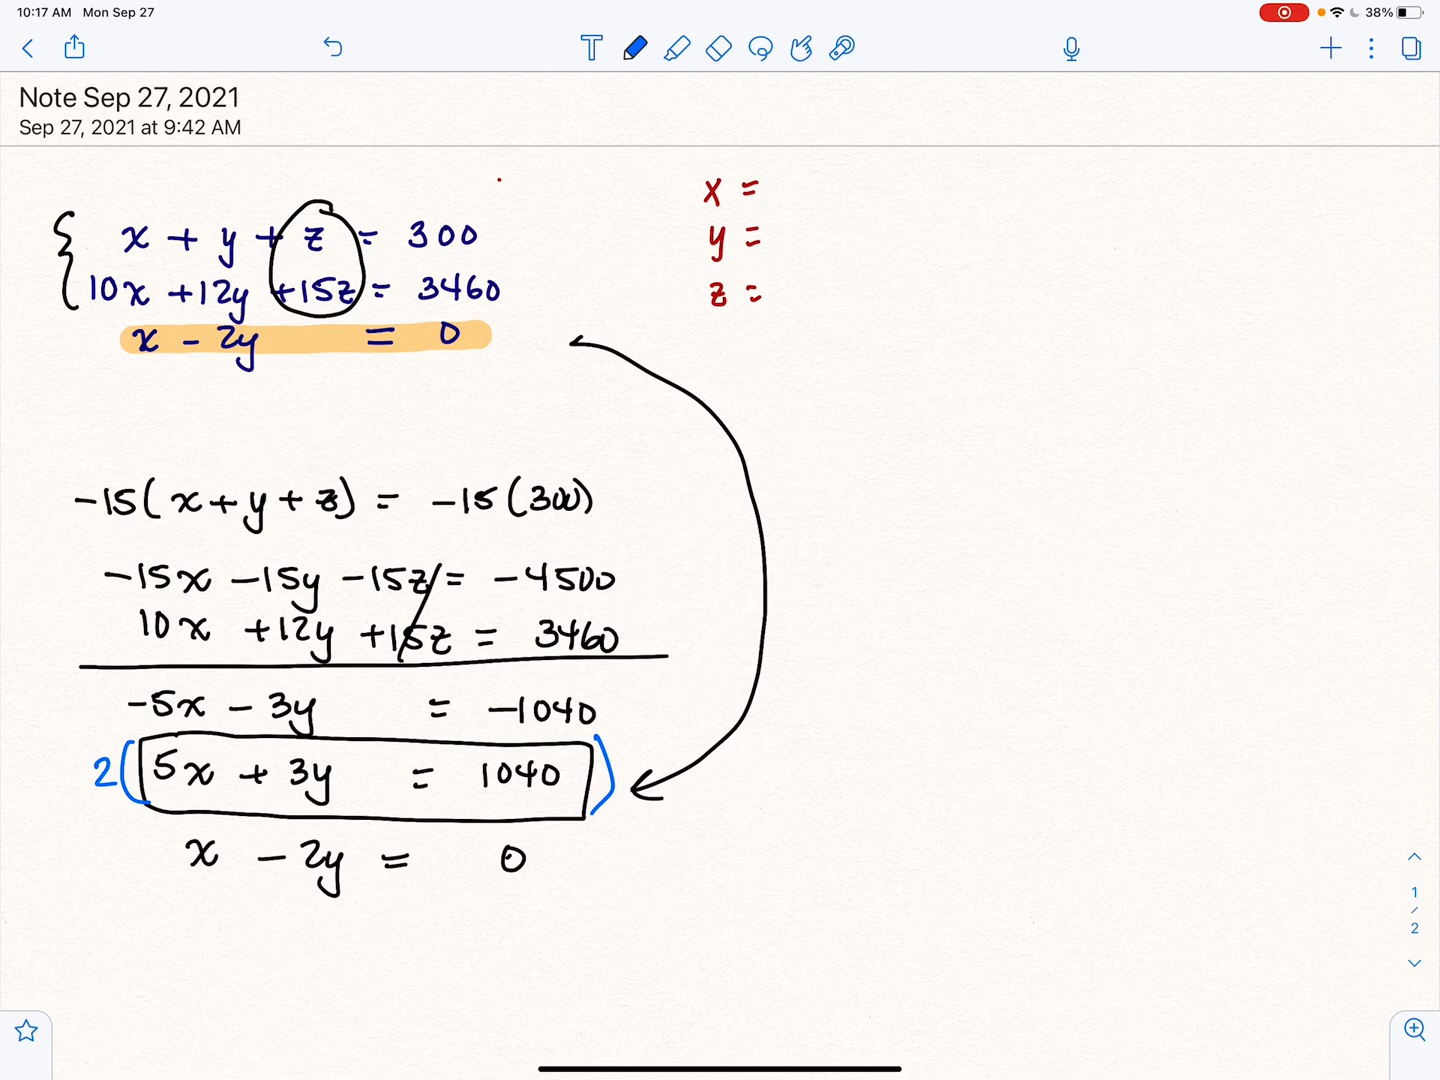 10:17 AM Mon Sep 27
38%
Note Sep 27, 2021
Sep 27, 2021 at 9:42 AM
x + y + z = 300
10x + 12y + 15z = 3460
x - 2y = 0
x =
y =
z =
-15(x + y + z) = -15(300)
-15x - 15y - 15z = -4500
10x + 12y + 15z = 3460
-5x - 3y = -1040
2(5x + 3y = 1040)
x - 2y = 0
1
/
2